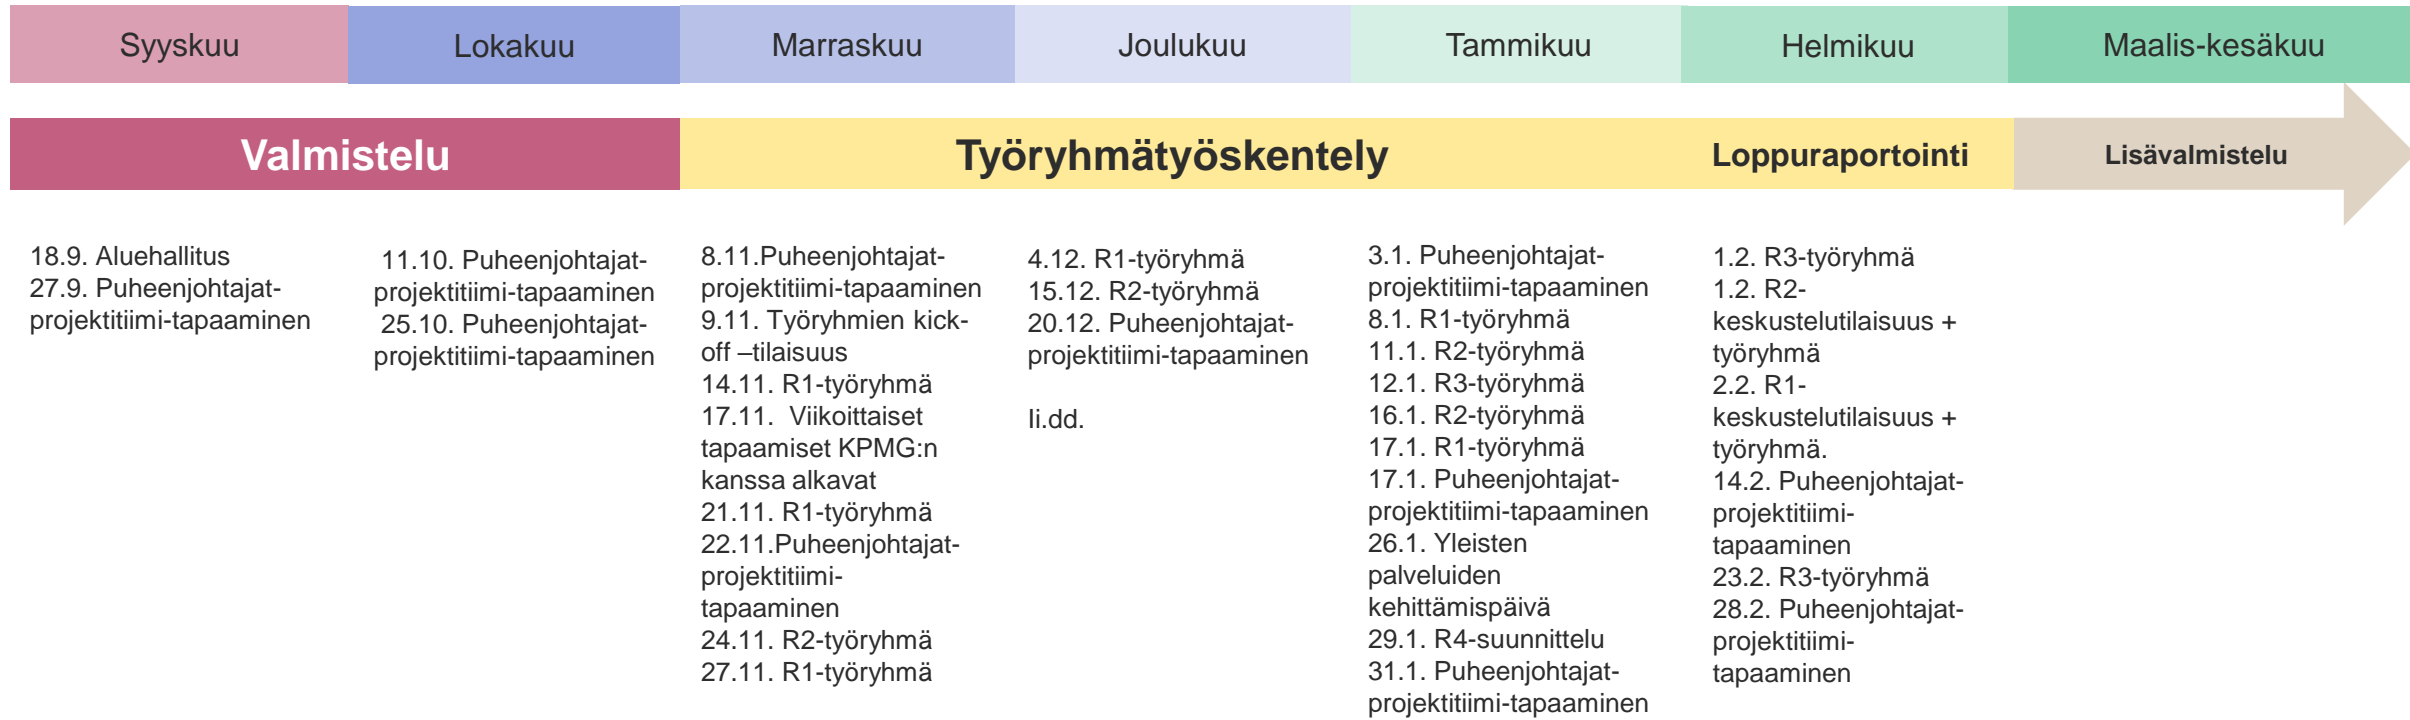 Syyskuu
Lokakuu
Marraskuu
Joulukuu
Tammikuu
Helmikuu
Maalis-kesäkuu
Valmistelu
Työryhmätyöskentely
Loppuraportointi
Lisävalmistelu
18.9. Aluehallitus
27.9. Puheenjohtajat-
projektitiimi-tapaaminen
11.10. Puheenjohtajat-
projektitiimi-tapaaminen
25.10. Puheenjohtajat-
projektitiimi-tapaaminen
8.11.Puheenjohtajat-
projektitiimi-tapaaminen
9.11. Työryhmien kick-
off –tilaisuus
14.11. R1-työryhmä
17.11.  Viikoittaiset
tapaamiset KPMG:n
kanssa alkavat
21.11. R1-työryhmä
22.11.Puheenjohtajat-
projektitiimi-
tapaaminen
24.11. R2-työryhmä
27.11. R1-työryhmä
4.12. R1-työryhmä
15.12. R2-työryhmä
20.12. Puheenjohtajat-
projektitiimi-tapaaminen
Ii.dd.
3.1. Puheenjohtajat-
projektitiimi-tapaaminen
8.1. R1-työryhmä
11.1. R2-työryhmä
12.1. R3-työryhmä
16.1. R2-työryhmä
17.1. R1-työryhmä
17.1. Puheenjohtajat-
projektitiimi-tapaaminen
26.1. Yleisten
palveluiden
kehittämispäivä
29.1. R4-suunnittelu
31.1. Puheenjohtajat-
projektitiimi-tapaaminen
1.2. R3-työryhmä
1.2. R2-
keskustelutilaisuus +
työryhmä
2.2. R1-
keskustelutilaisuus +
työryhmä.
14.2. Puheenjohtajat-
projektitiimi-
tapaaminen
23.2. R3-työryhmä
28.2. Puheenjohtajat-
projektitiimi-
tapaaminen